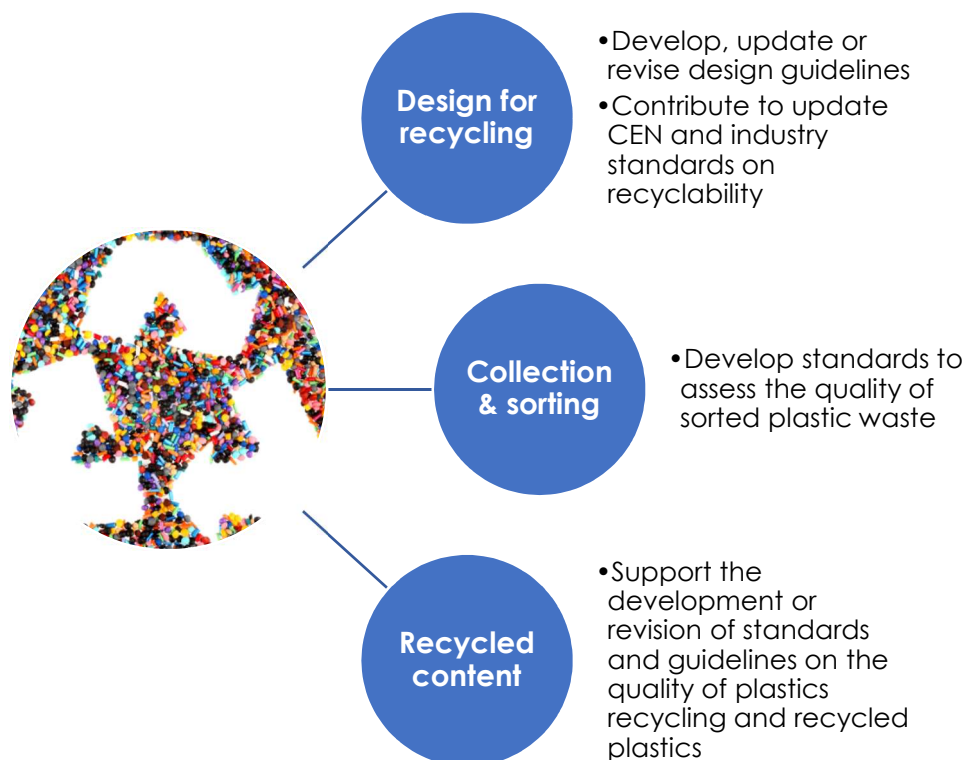 Design for
recycling
•Develop, update or
revise design guidelines
•Contribute to update
CEN and industry
standards on
recyclability
Collection
& sorting
•Develop standards to
assess the quality of
sorted plastic waste
Recycled
content
•Support the
development or
revision of standards
and guidelines on the
quality of plastics
recycling and recycled
plastics